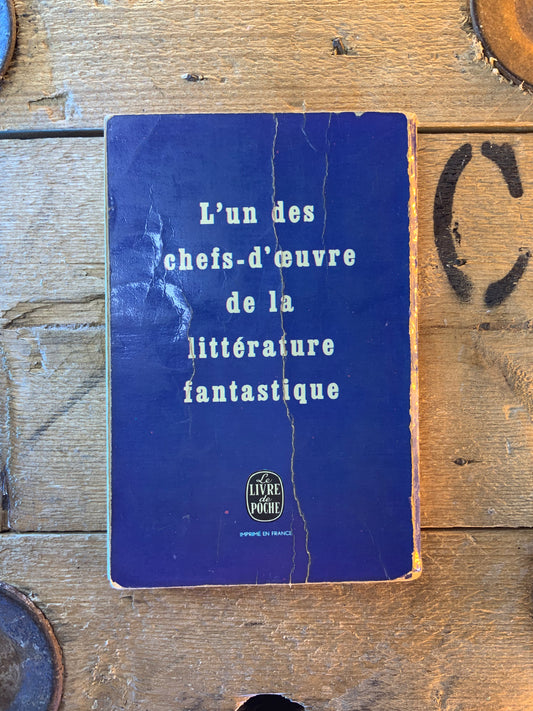 L'un des
chefs-d'œuvre
de la
littérature
fantastique
Le
LIVRE
de
POCHE
IMPRIMÉ EN FRANCE
C